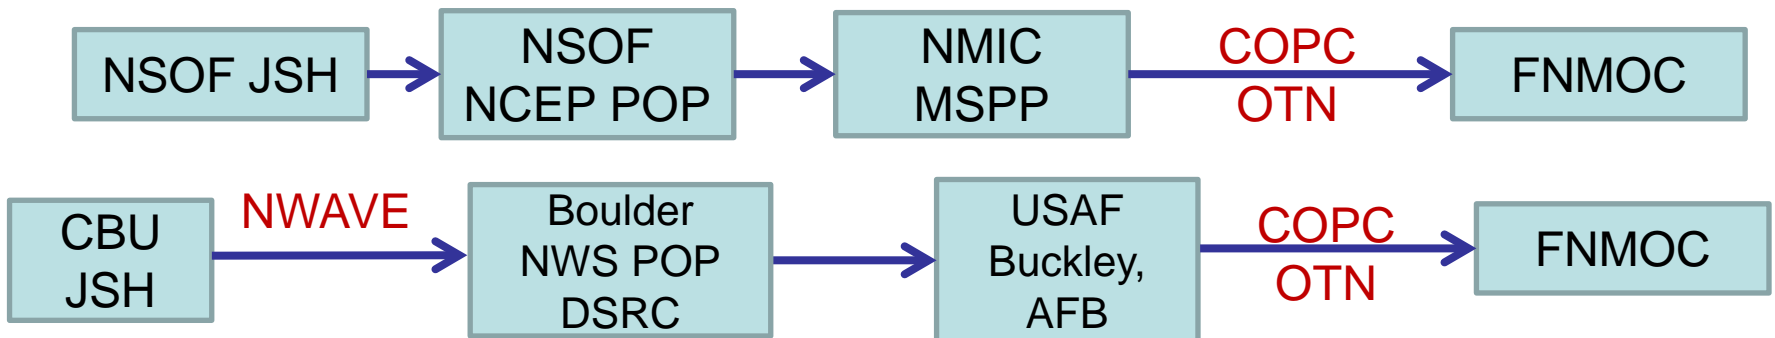 NSOF JSH
NSOF
NCEP POP
NMIC
MSPP
COPC
OTN
FNMOC
CBU
JSH
NWAVE
Boulder
NWS POP
DSRC
USAF
Buckley,
AFB
COPC
OTN
FNMOC